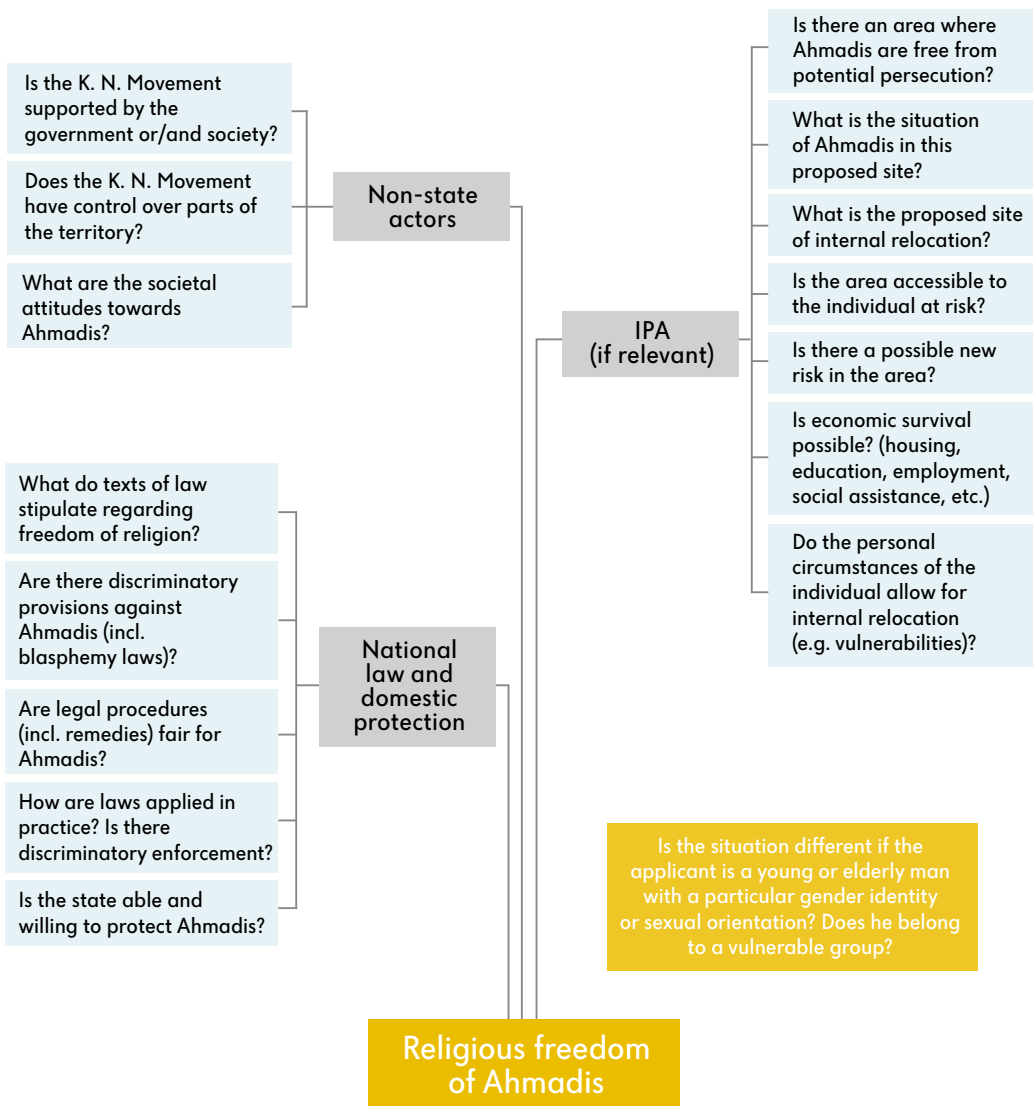 Is the K. N. Movement
supported by the
government or/and society?
Does the K. N. Movement
have control over parts of
the territory?
What are the societal
attitudes towards
Ahmadis?
Non-state
actors
Is there an area where
Ahmadis are free from
potential persecution?
What is the situation
of Ahmadis in this
proposed site?
What is the proposed site
of internal relocation?
Is the area accessible to
the individual at risk?
Is there a possible new
risk in the area?
Is economic survival
possible? (housing,
education, employment,
social assistance, etc.)
Do the personal
circumstances of the
individual allow for
internal relocation
(e.g. vulnerabilities)?
IPA
(if relevant)
What do texts of law
stipulate regarding
freedom of religion?
Are there discriminatory
provisions against
Ahmadis (incl.
blasphemy laws)?
Are legal procedures
(incl. remedies) fair for
Ahmadis?
How are laws applied in
practice? Is there
discriminatory enforcement?
Is the state able and
willing to protect Ahmadis?
National
law and
domestic
protection
Is the situation different if the
applicant is a young or elderly man
with a particular gender identity
or sexual orientation? Does he belong
to a vulnerable group?
Religious freedom
of Ahmadis